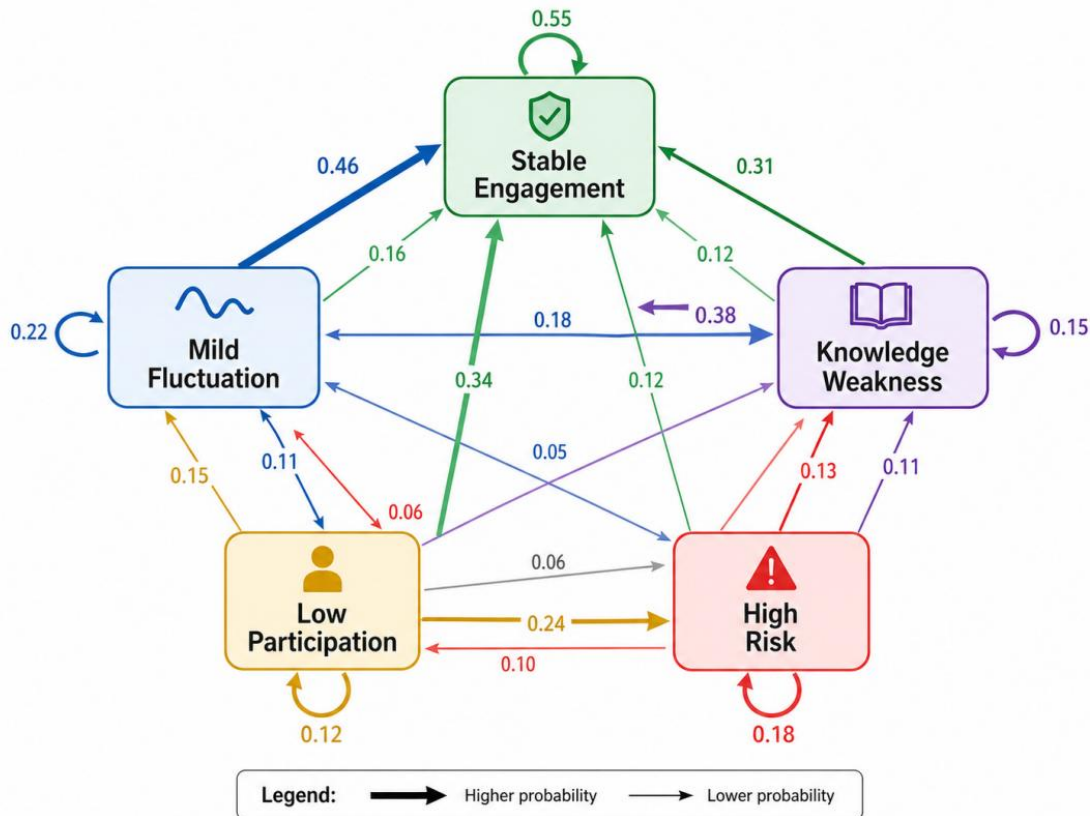 0.55
Stable
Engagement
0.46
0.31
0.16
0.12
0.22
Mild
Fluctuation
0.18
0.38
Knowledge
Weakness
0.15
0.34
0.12
0.15
0.11
0.06
0.05
0.13
0.11
Low
Participation
0.06
0.24
0.10
High
Risk
0.12
0.18
Legend:
Higher probability
Lower probability